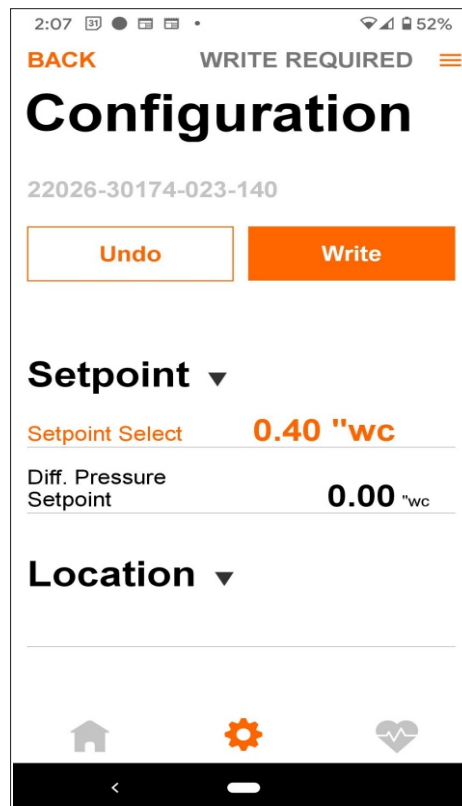 2:07 31 52%
BACK WRITE REQUIRED
Configuration
22026-30174-023-140
Undo Write
Setpoint
Setpoint Select 0.40 "wc
Diff. Pressure
Setpoint 0.00 "wc
Location